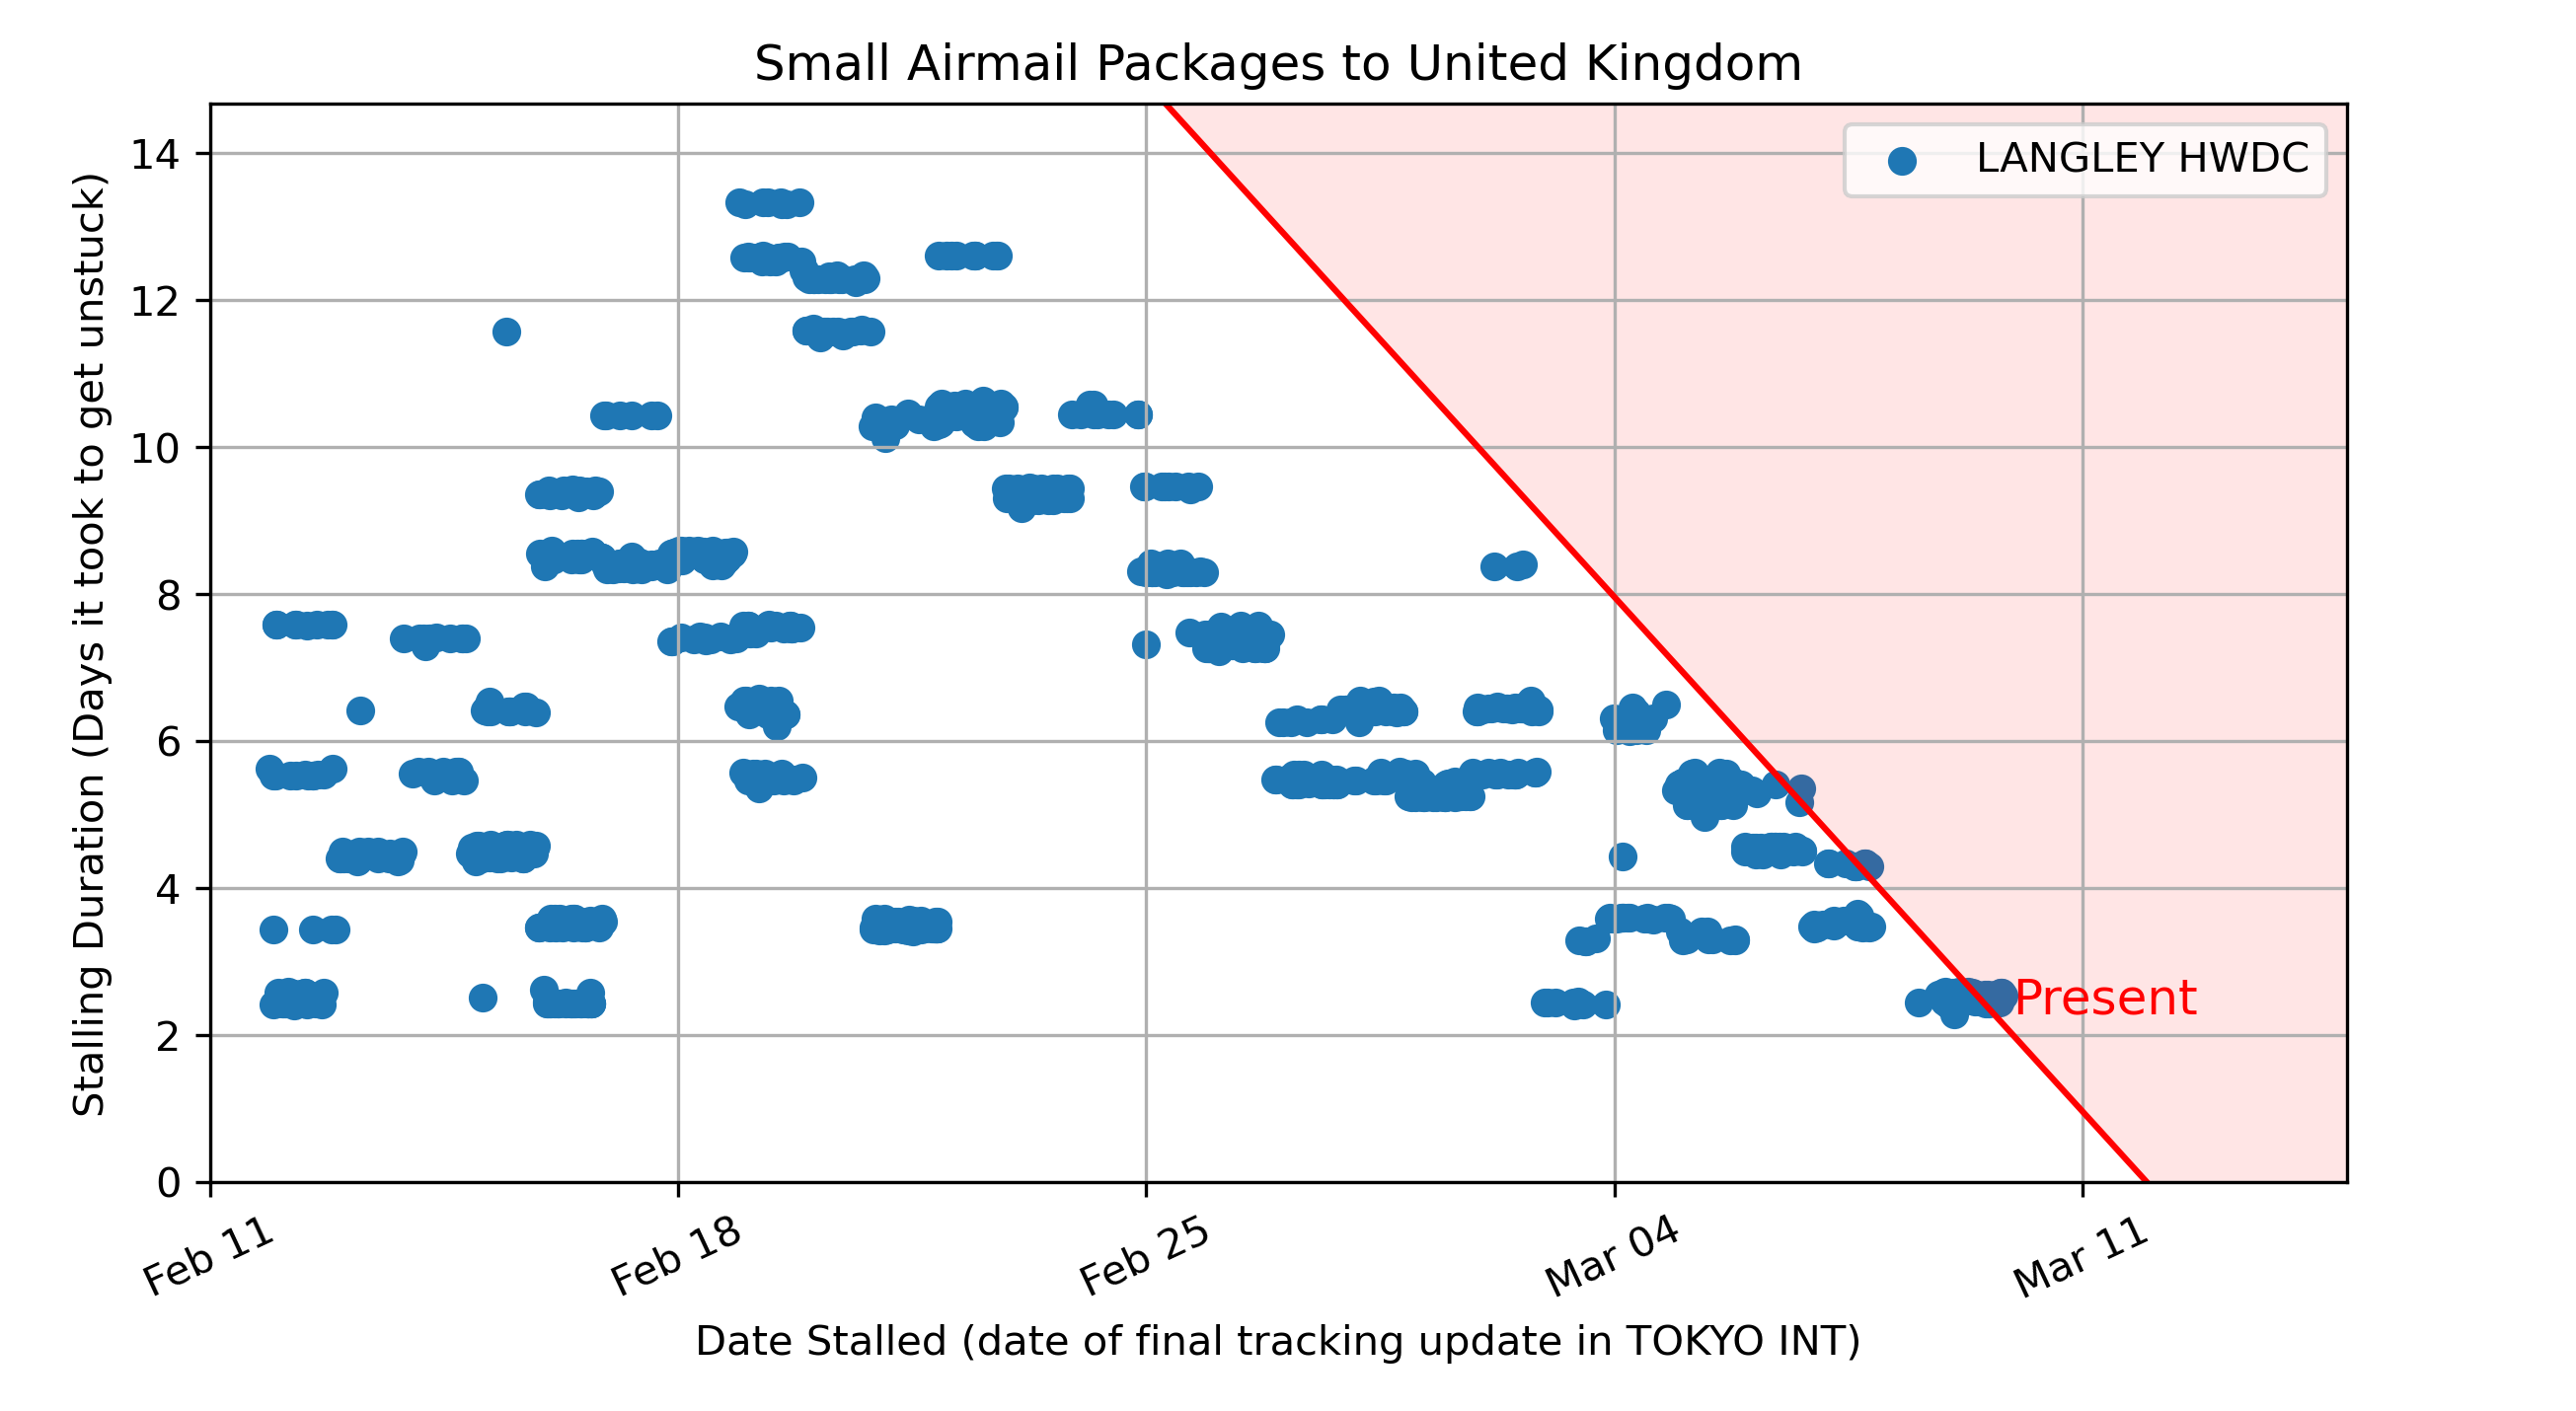 Small Airmail Packages to United Kingdom
LANGLEY HWDC
Stalling Duration (Days it took to get unstuck)
14
12
10
8
6
4
2
0
Present
Feb 11
Feb 18
Feb 25
Mar 04
Mar 11
Date Stalled (date of final tracking update in TOKYO INT)